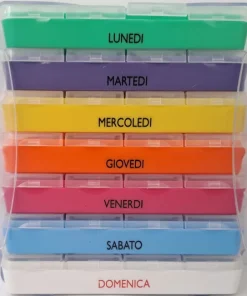 LUNEDI
MARTEDI
MERCOLEDI
GIOVEDI
VENERDI
SABATO
DOMENICA